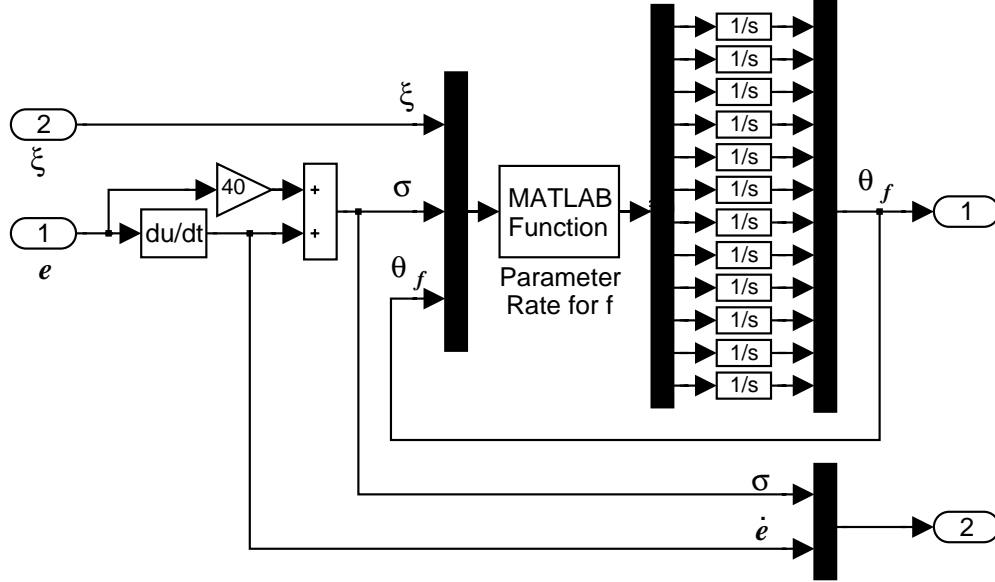 2
ξ
1
e
40
du/dt
+
+
ξ
σ
θ f
MATLAB
Function
Parameter
Rate for f
1/s
1/s
1/s
1/s
1/s
1/s
1/s
1/s
1/s
1/s
1/s
1/s
θ f
1
σ
ė
2